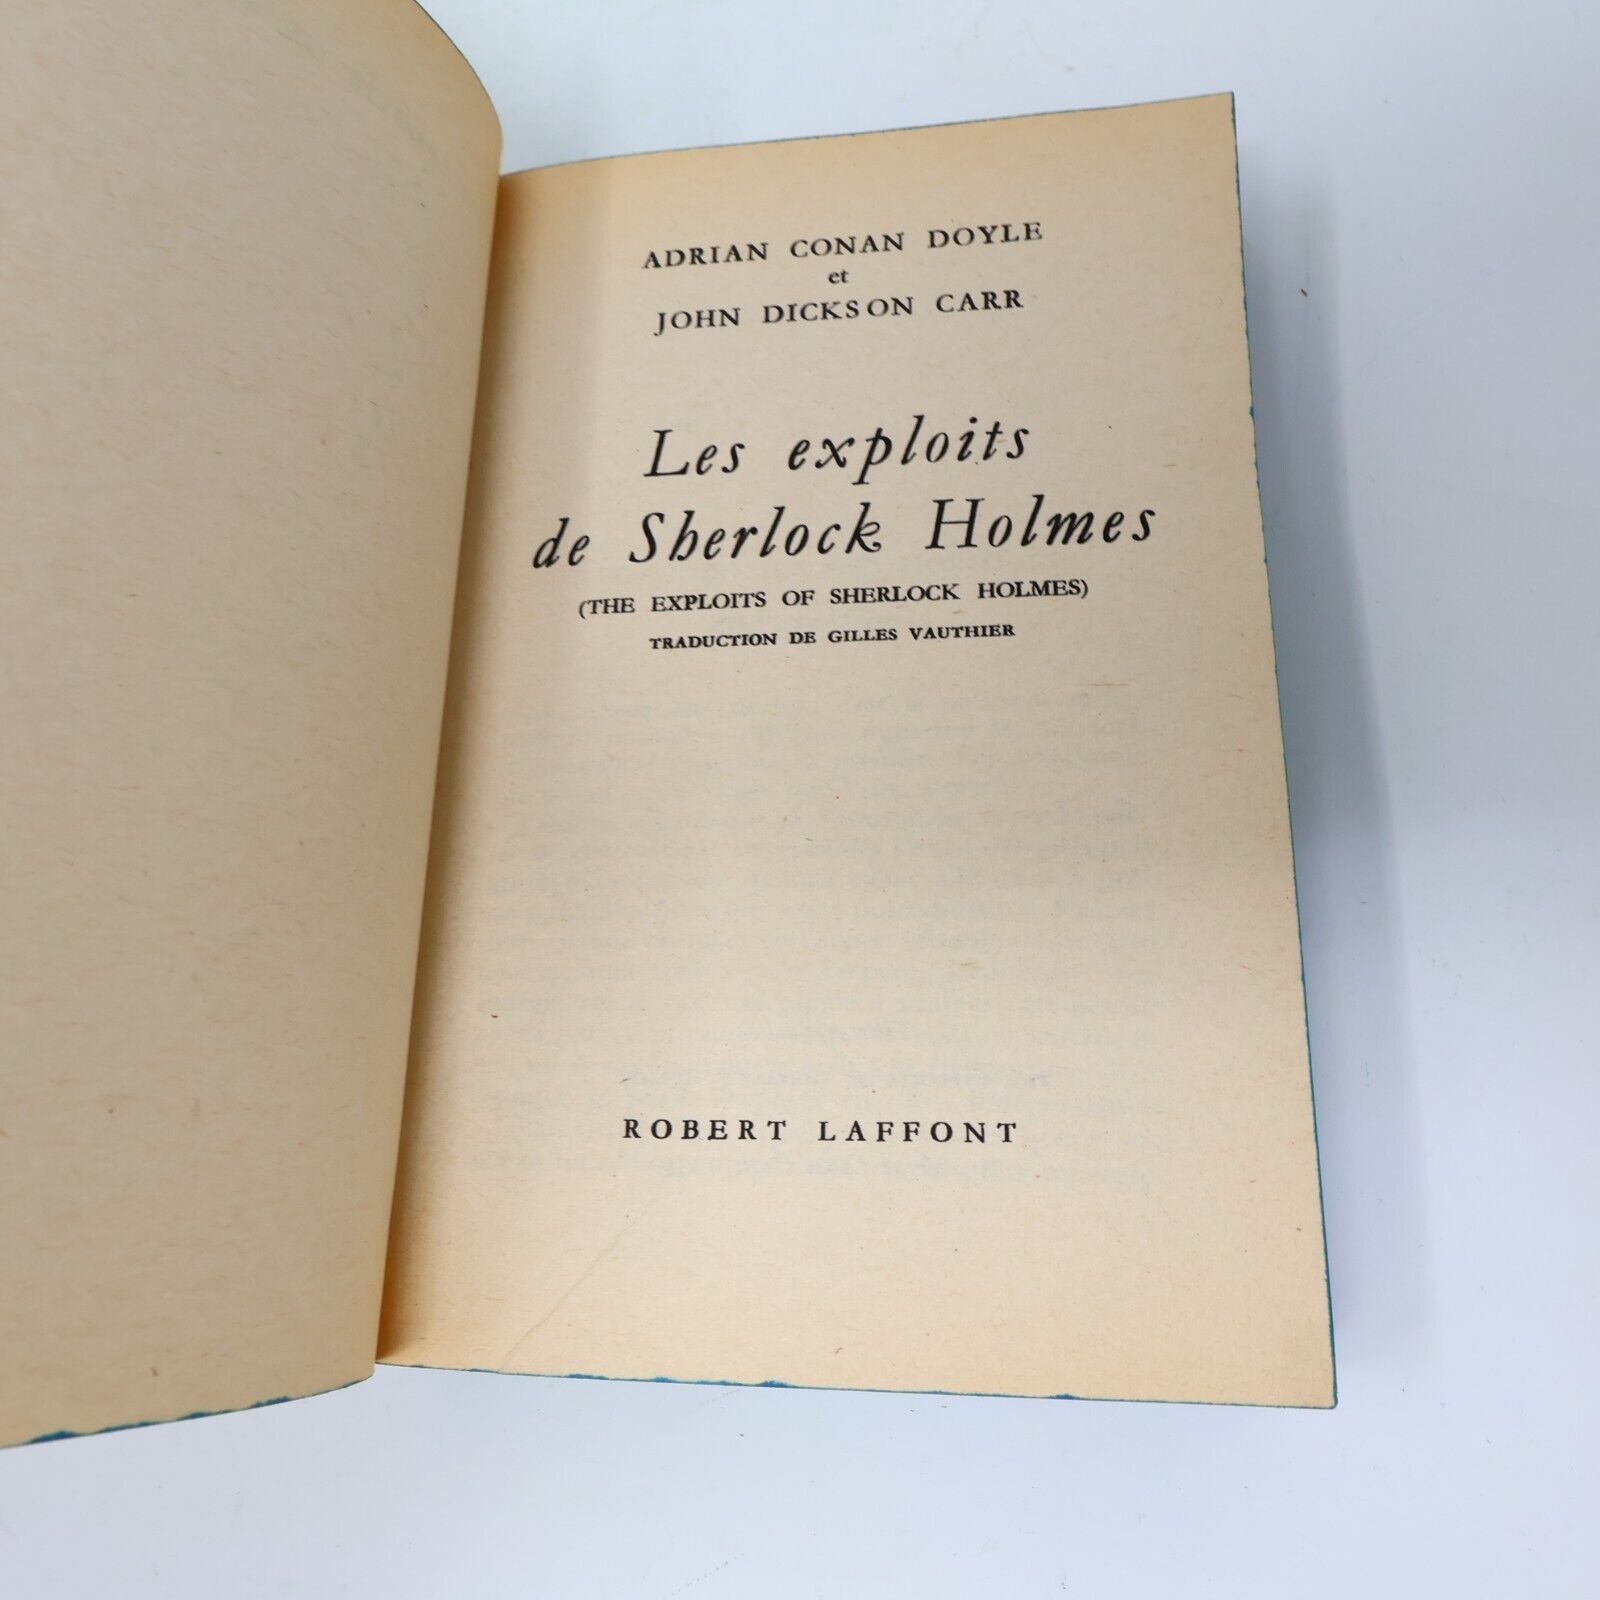 ADRIAN CONAN DOYLE
et
JOHN DICKSON CARR
Les exploits
de Sherlock Holmes
(THE EXPLOITS OF SHERLOCK HOLMES)
TRADUCTION DE GILLES VAUTHIER
ROBERT LAFFONT